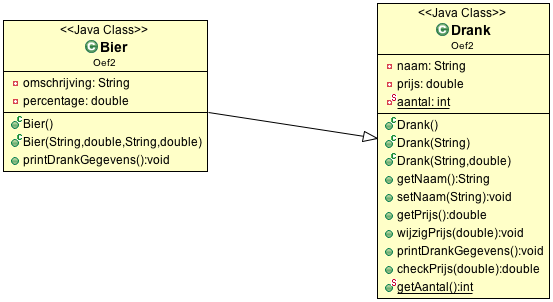 <<Java Class>>
Bier
Oef2
omschrijving: String
percentage: double
Bier()
Bier(String,double,String,double)
printDrankGegevens():void
<<Java Class>>
Drank
Oef2
naam: String
prijs: double
aantal: int
Drank()
Drank(String)
Drank(String,double)
getNaam():String
setNaam(String):void
getPrijs():double
wijzigPrijs(double):void
printDrankGegevens():void
checkPrijs(double):double
getAantal():int